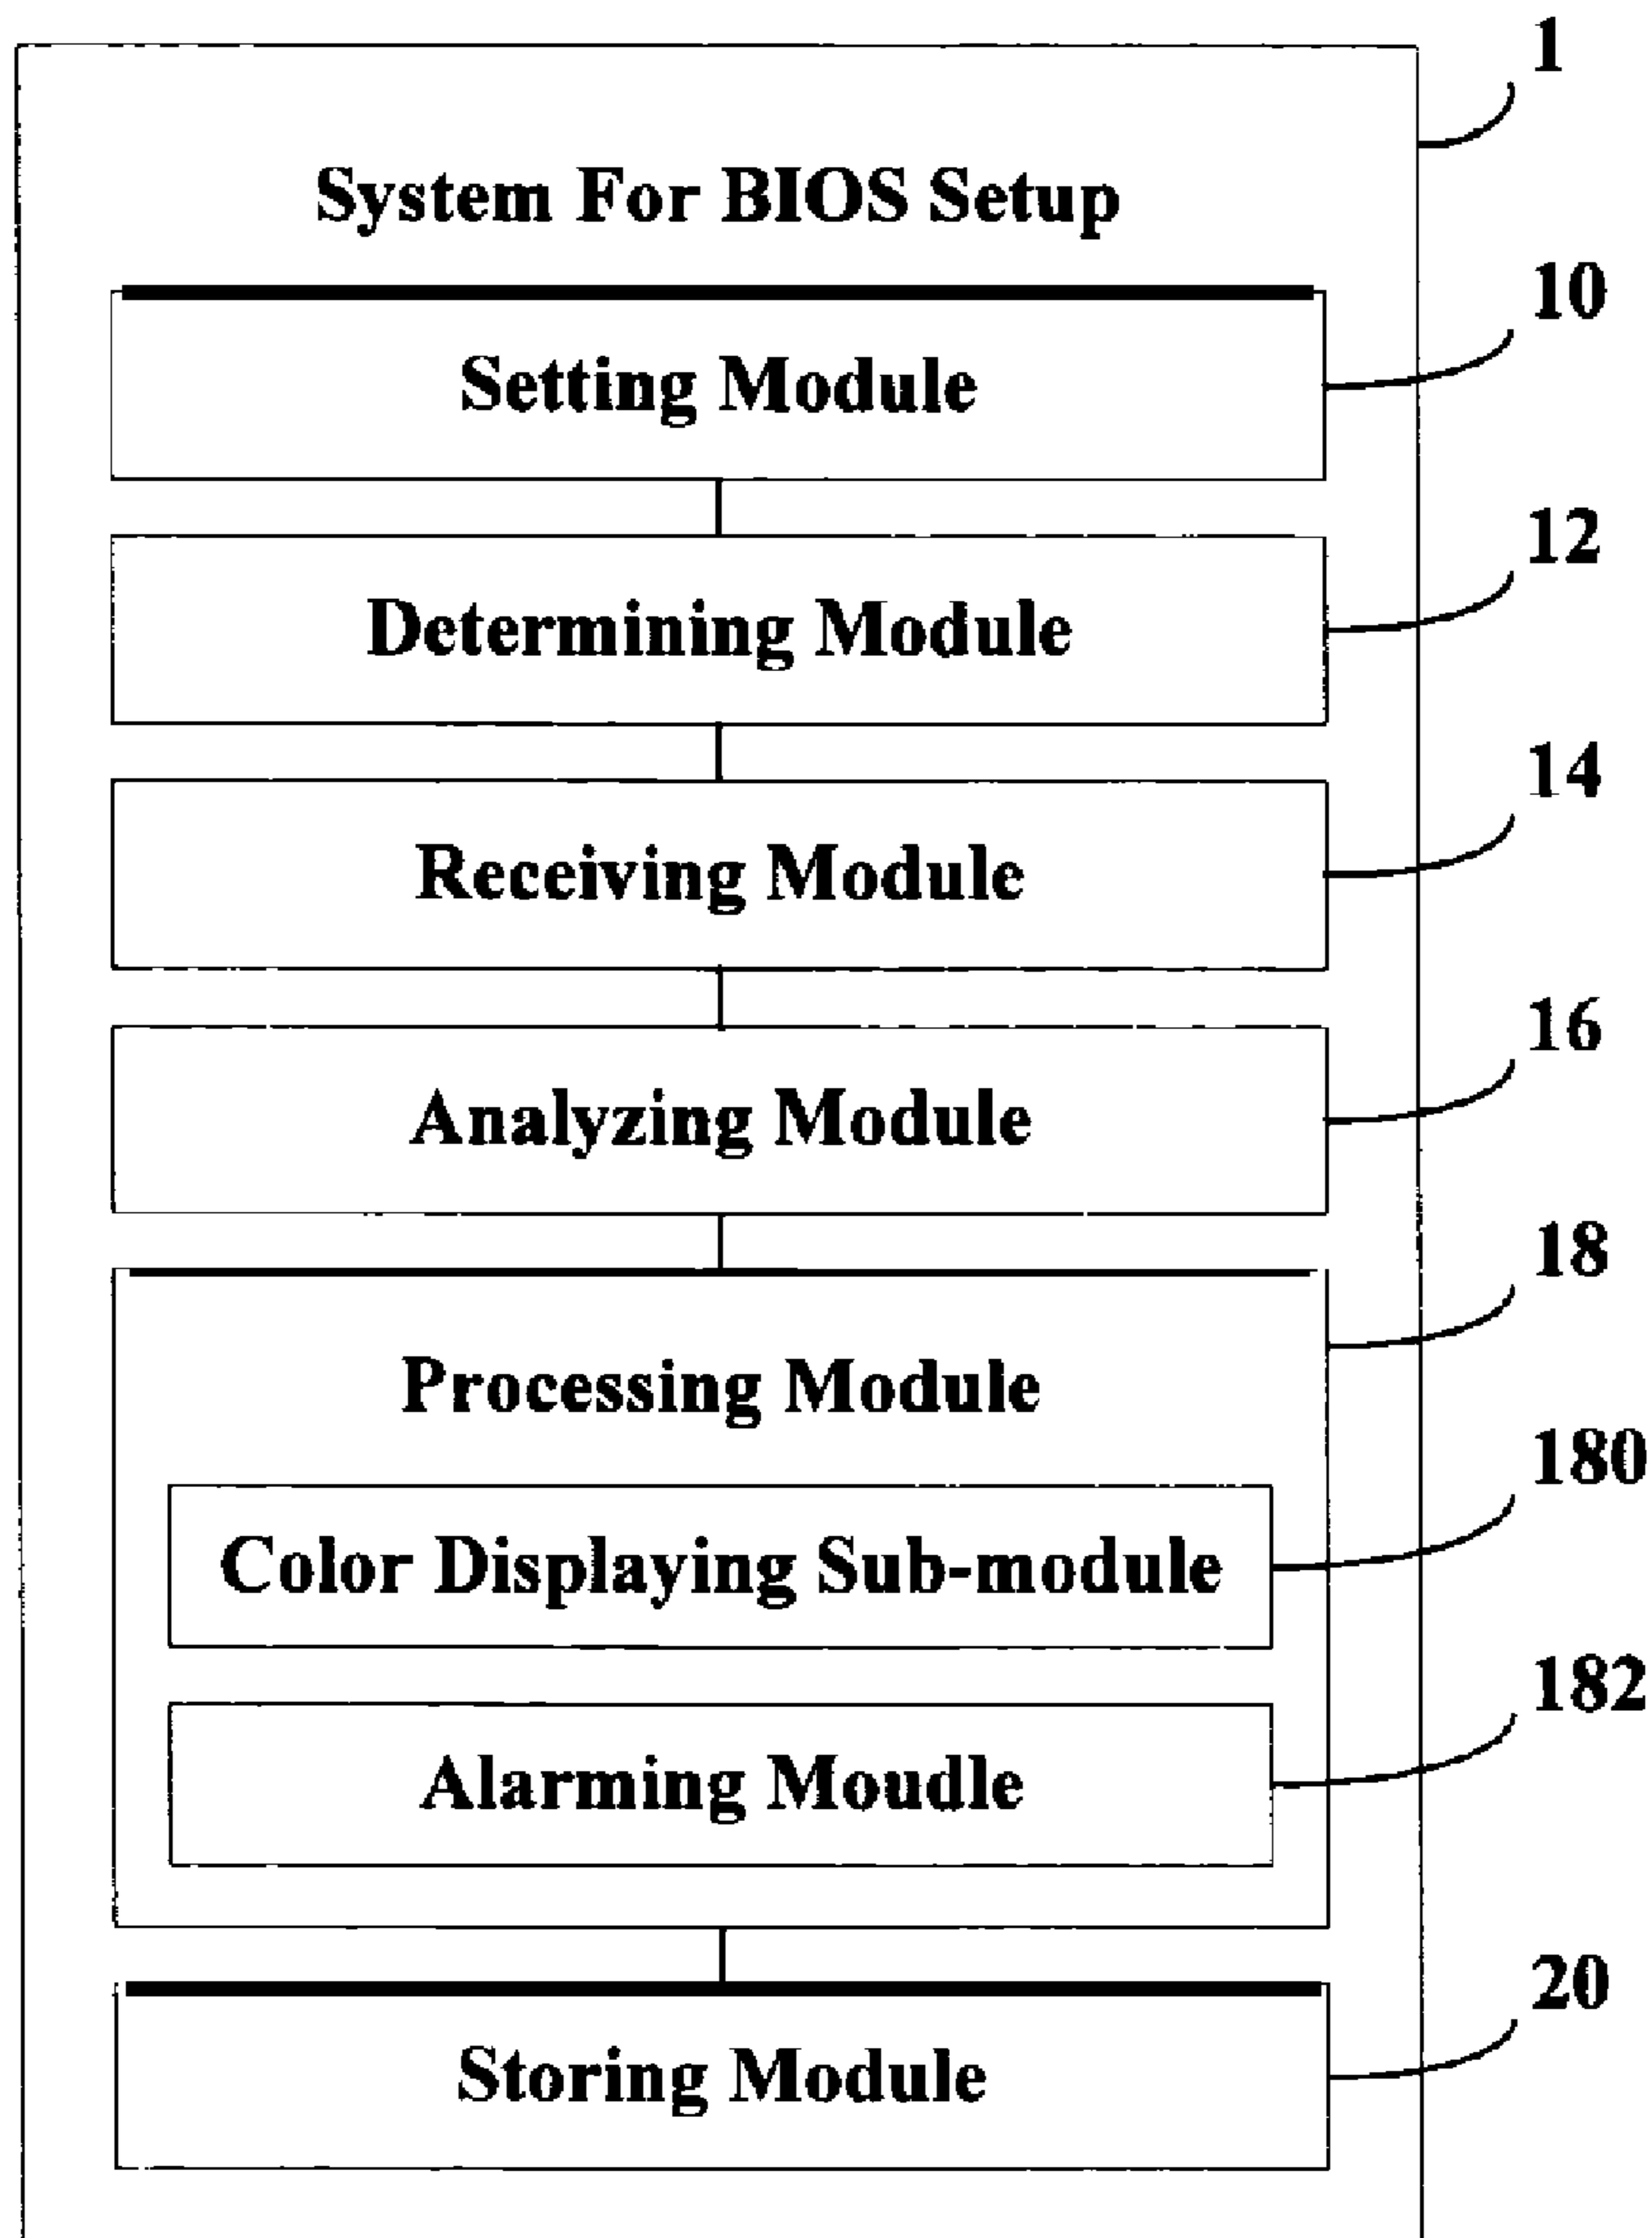 1
System For BIOS Setup
10
Setting Module
12
Determining Module
14
Receiving Module
16
Analyzing Module
18
Processing Module
180
Color Displaying Sub-module
182
Alarming Moudle
20
Storing Module